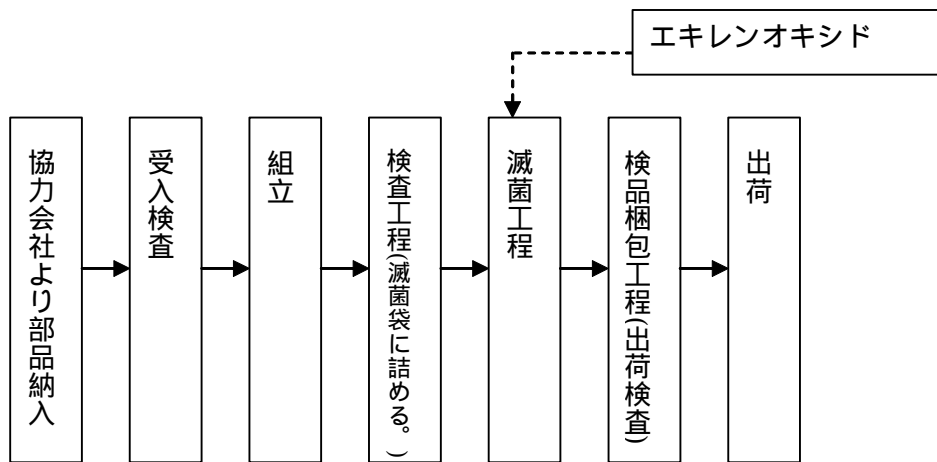 エキレンオキシド
協力会社より部品納入
受入検査
組立
検査工程(滅菌袋に詰める。)
滅菌工程
検品梱包工程(出荷検査)
出荷